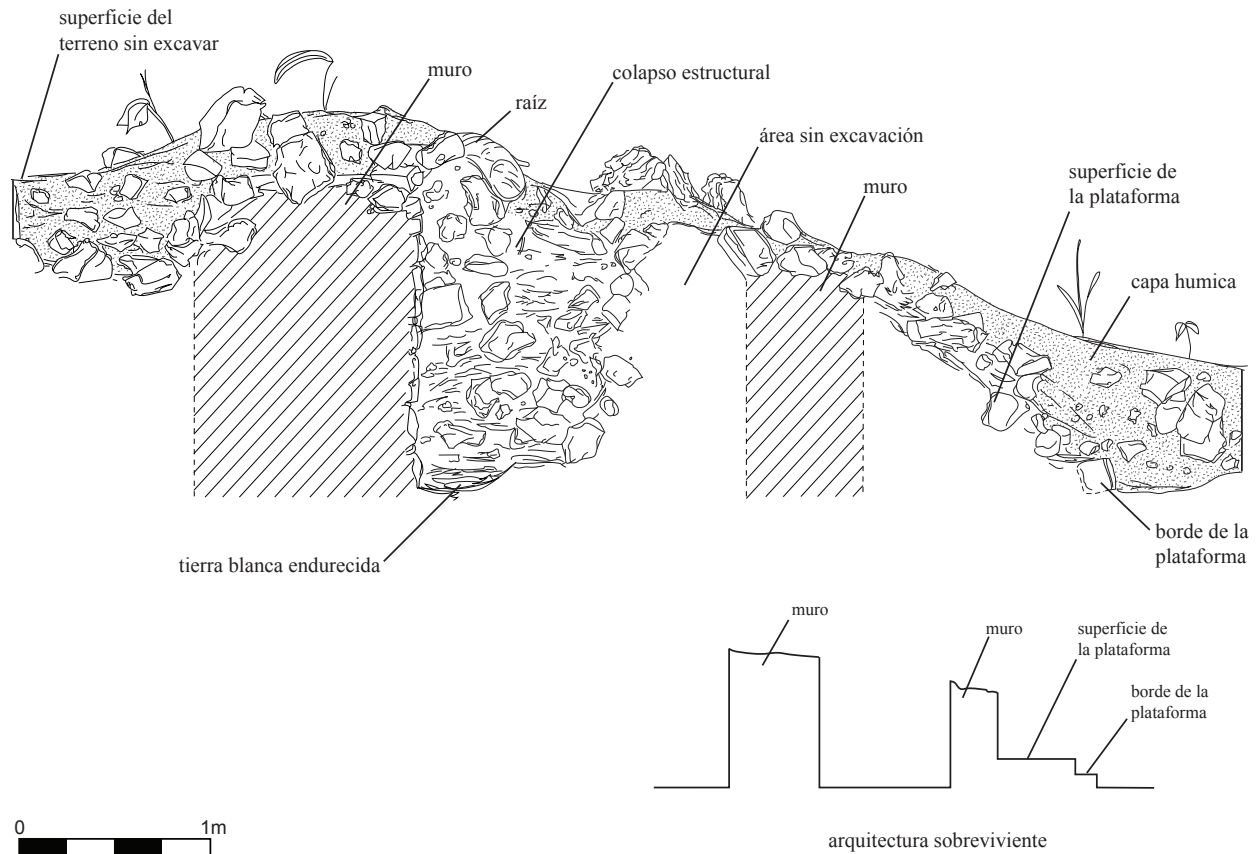 superficie del
terreno sin excavar
muro
raíz
colapso estructural
área sin excavación
muro
superficie de
la plataforma
capa humica
tierra blanca endurecida
borde de la
plataforma
muro
muro
superficie de
la plataforma
borde de la
plataforma
arquitectura sobreviviente
0 1m